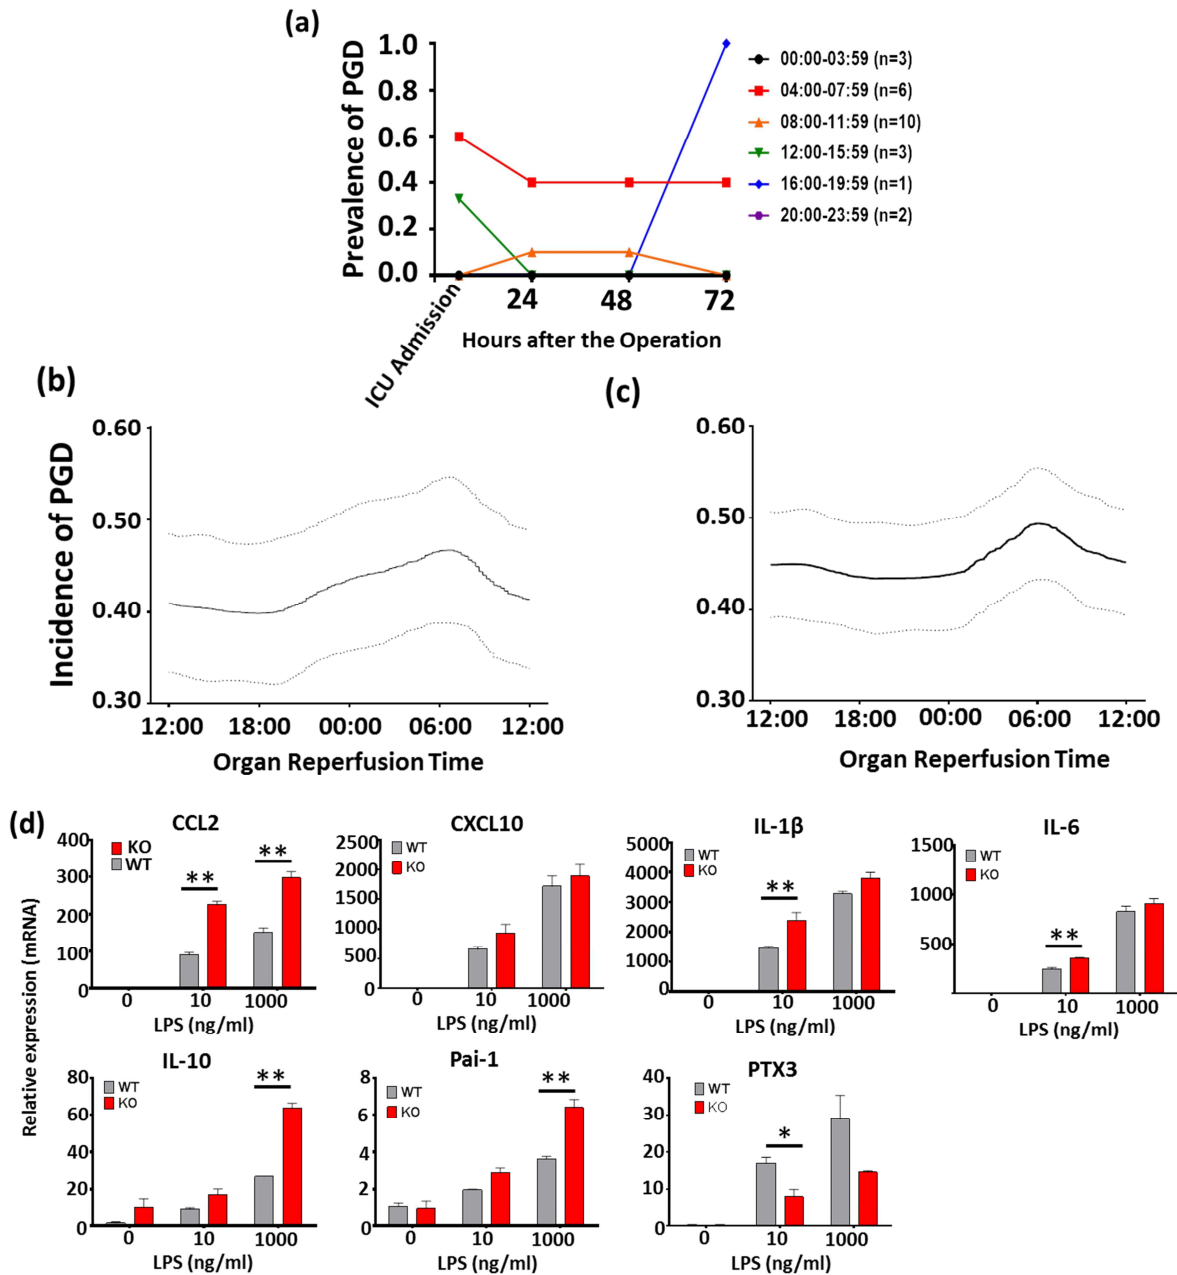 (a)
Prevalence of PGD
1.0
0.8
0.6
0.4
0.2
0.0
ICU Admission
24
48
72
Hours after the Operation
00:00-03:59 (n=3)
04:00-07:59 (n=6)
08:00-11:59 (n=10)
12:00-15:59 (n=3)
16:00-19:59 (n=1)
20:00-23:59 (n=2)
(b)
Incidence of PGD
0.60
0.50
0.40
0.30
12:00
18:00
00:00
06:00
12:00
Organ Reperfusion Time
(c)
0.60
0.50
0.40
0.30
12:00
18:00
00:00
06:00
12:00
Organ Reperfusion Time
(d)
Relative expression (mRNA)
CCL2
400
300
200
100
0
KO
WT
**
**
0
10
1000
LPS (ng/ml)
CXCL10
2500
2000
1500
1000
500
0
WT
KO
0
10
1000
LPS (ng/ml)
IL-1β
5000
4000
3000
2000
1000
0
WT
KO
**
0
10
1000
LPS (ng/ml)
IL-6
1500
1000
500
WT
KO
**
0
10
1000
LPS (ng/ml)
IL-10
80
60
40
20
0
WT
KO
**
0
10
1000
LPS (ng/ml)
Pai-1
8
6
4
2
0
WT
KO
**
0
10
1000
LPS (ng/ml)
PTX3
40
30
20
10
0
WT
KO
*
0
10
1000
LPS (ng/ml)